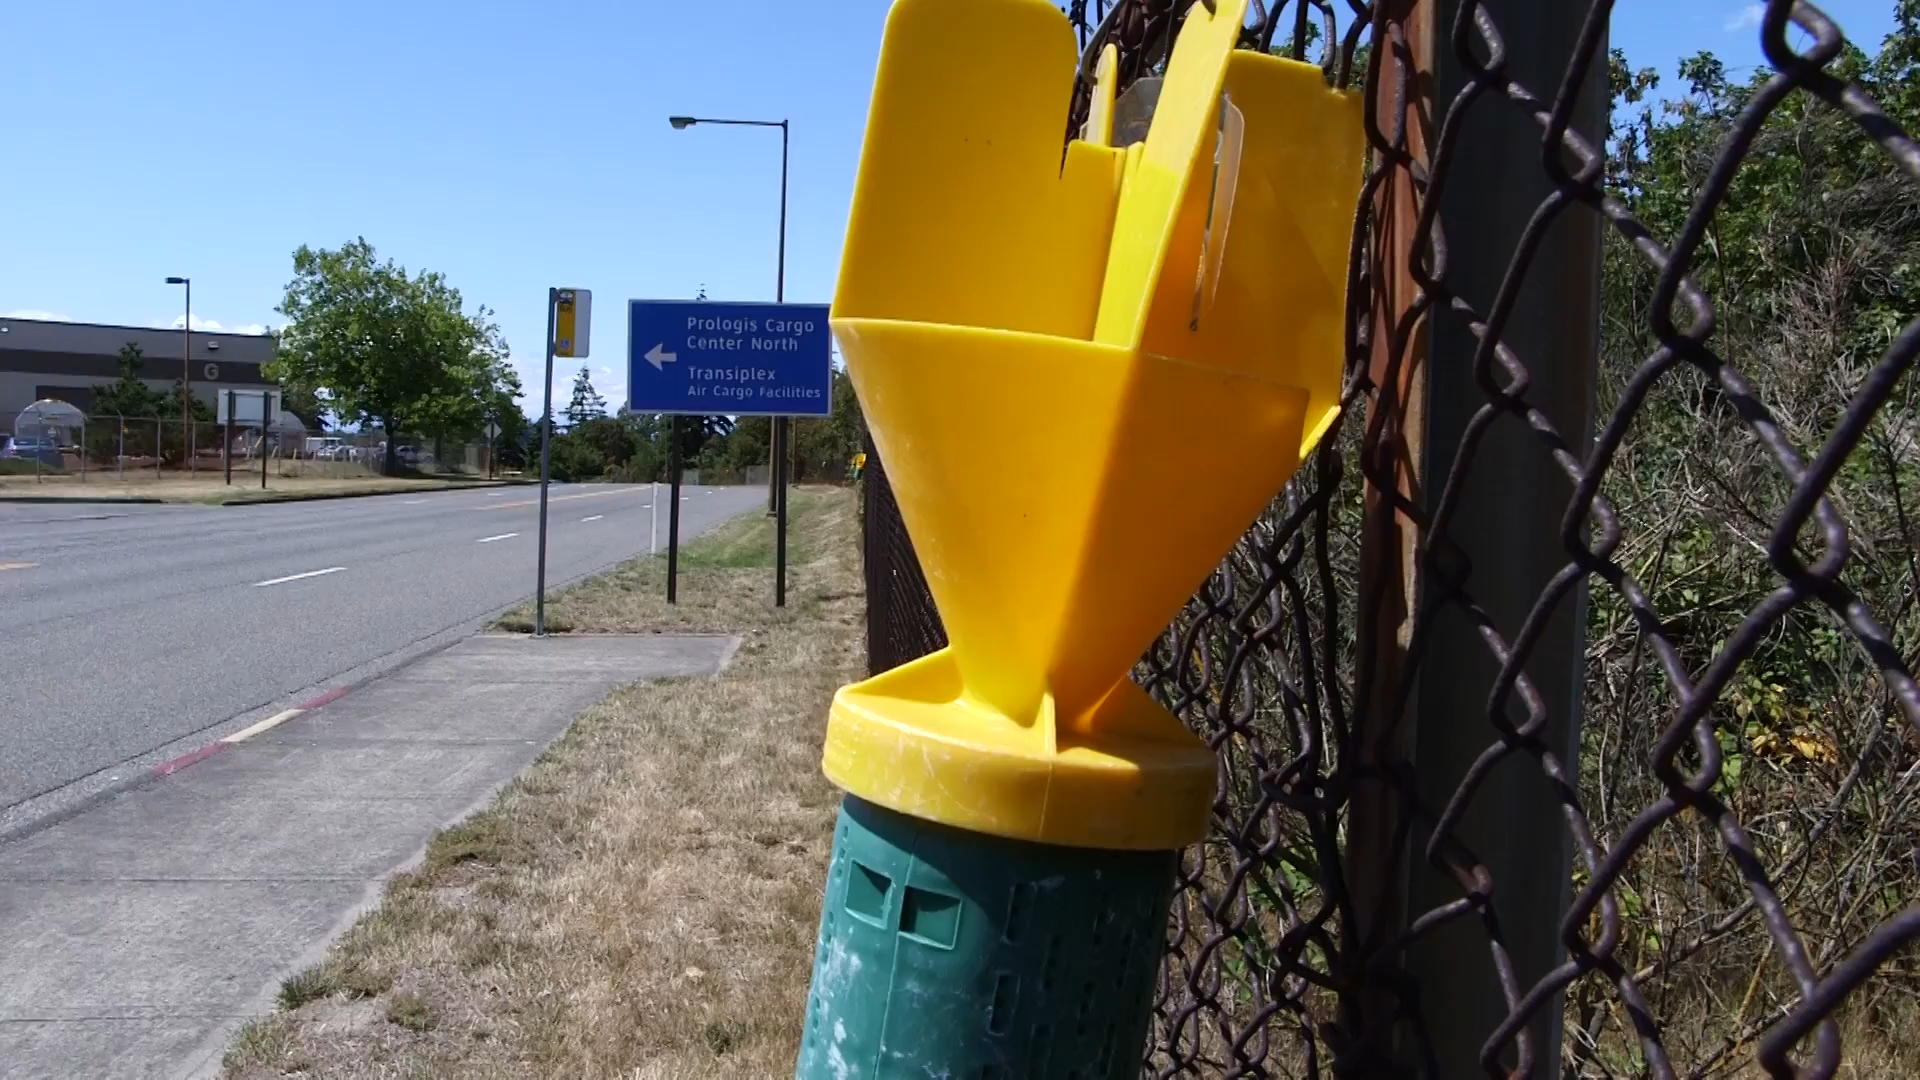 G
Prologis Cargo
Center North
Transiplex
Air Cargo Facilities